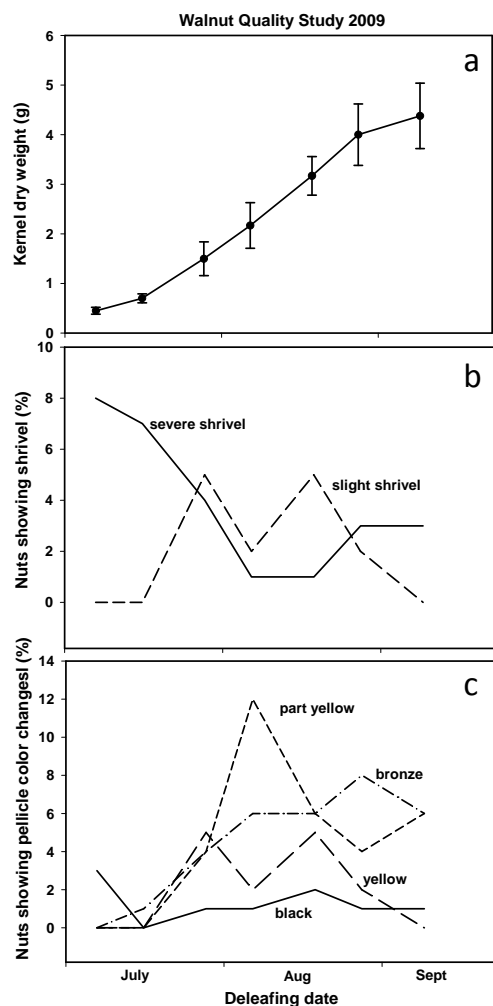 Walnut Quality Study 2009
a
Kernel dry weight (g)
6
5
4
3
2
1
0
b
Nuts showing shrivel (%)
10
8
6
4
2
0
severe shrivel
slight shrivel
c
Nuts showing pellicle color changesl (%)
14
12
10
8
6
4
2
0
part yellow
bronze
yellow
black
July Aug Sept
Deleafing date